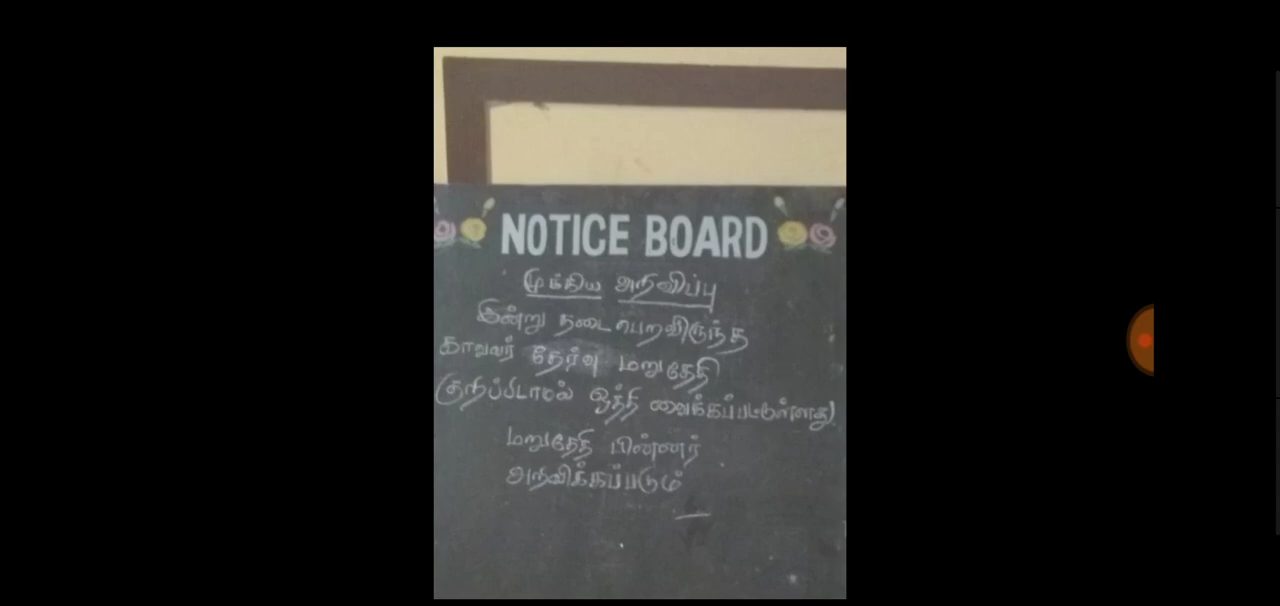 NOTICE BOARD
முக்கிய அறிவிப்பு
இன்று நடைபெறவிருந்த
காவலர் தேர்வு மறுதேதி
குறிப்பிடாமல் ஒத்தி வைக்கப்பட்டுள்ளது.
மறுதேதி பின்னர்
அறிவிக்கப்படும்